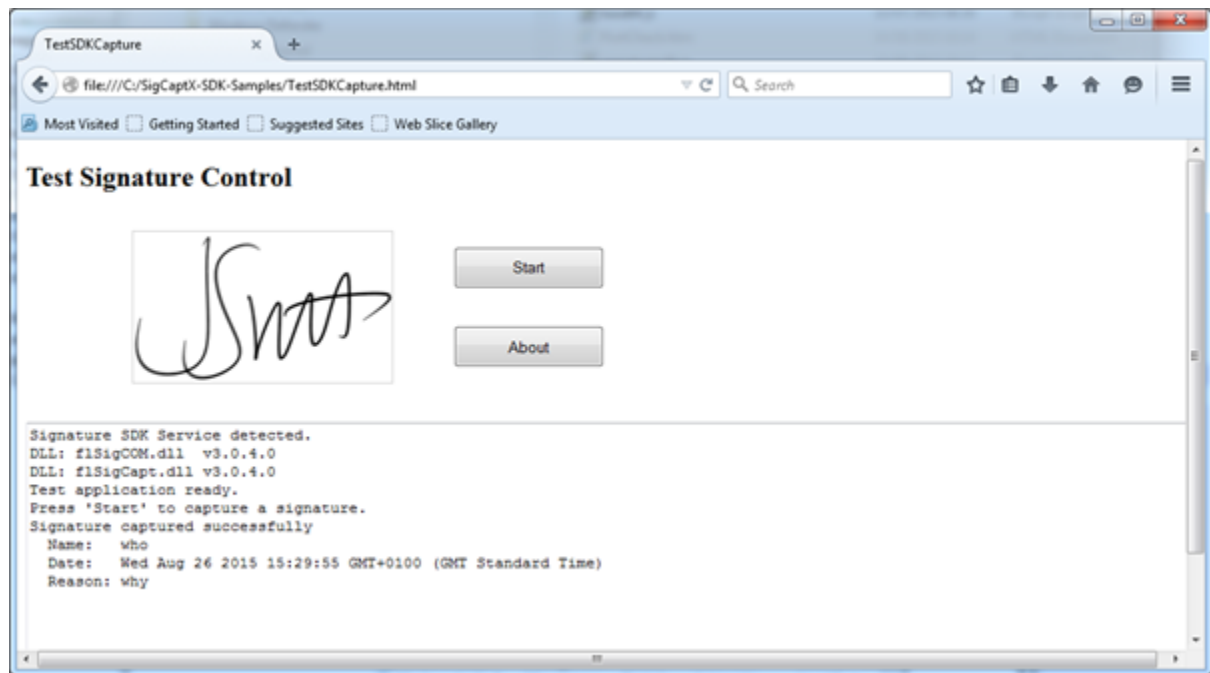 TestSDKCapture
file:///C:/SigCaptX-SDK-Samples/TestSDKCapture.html
Search
Most Visited Getting Started Suggested Sites Web Slice Gallery
Test Signature Control
Start
About
Signature SDK Service detected.
DLL: flSigCOM.dll v3.0.4.0
DLL: flSigCapt.dll v3.0.4.0
Test application ready.
Press 'Start' to capture a signature.
Signature captured successfully
Name: who
Date: Wed Aug 26 2015 15:29:55 GMT+0100 (GMT Standard Time)
Reason: why